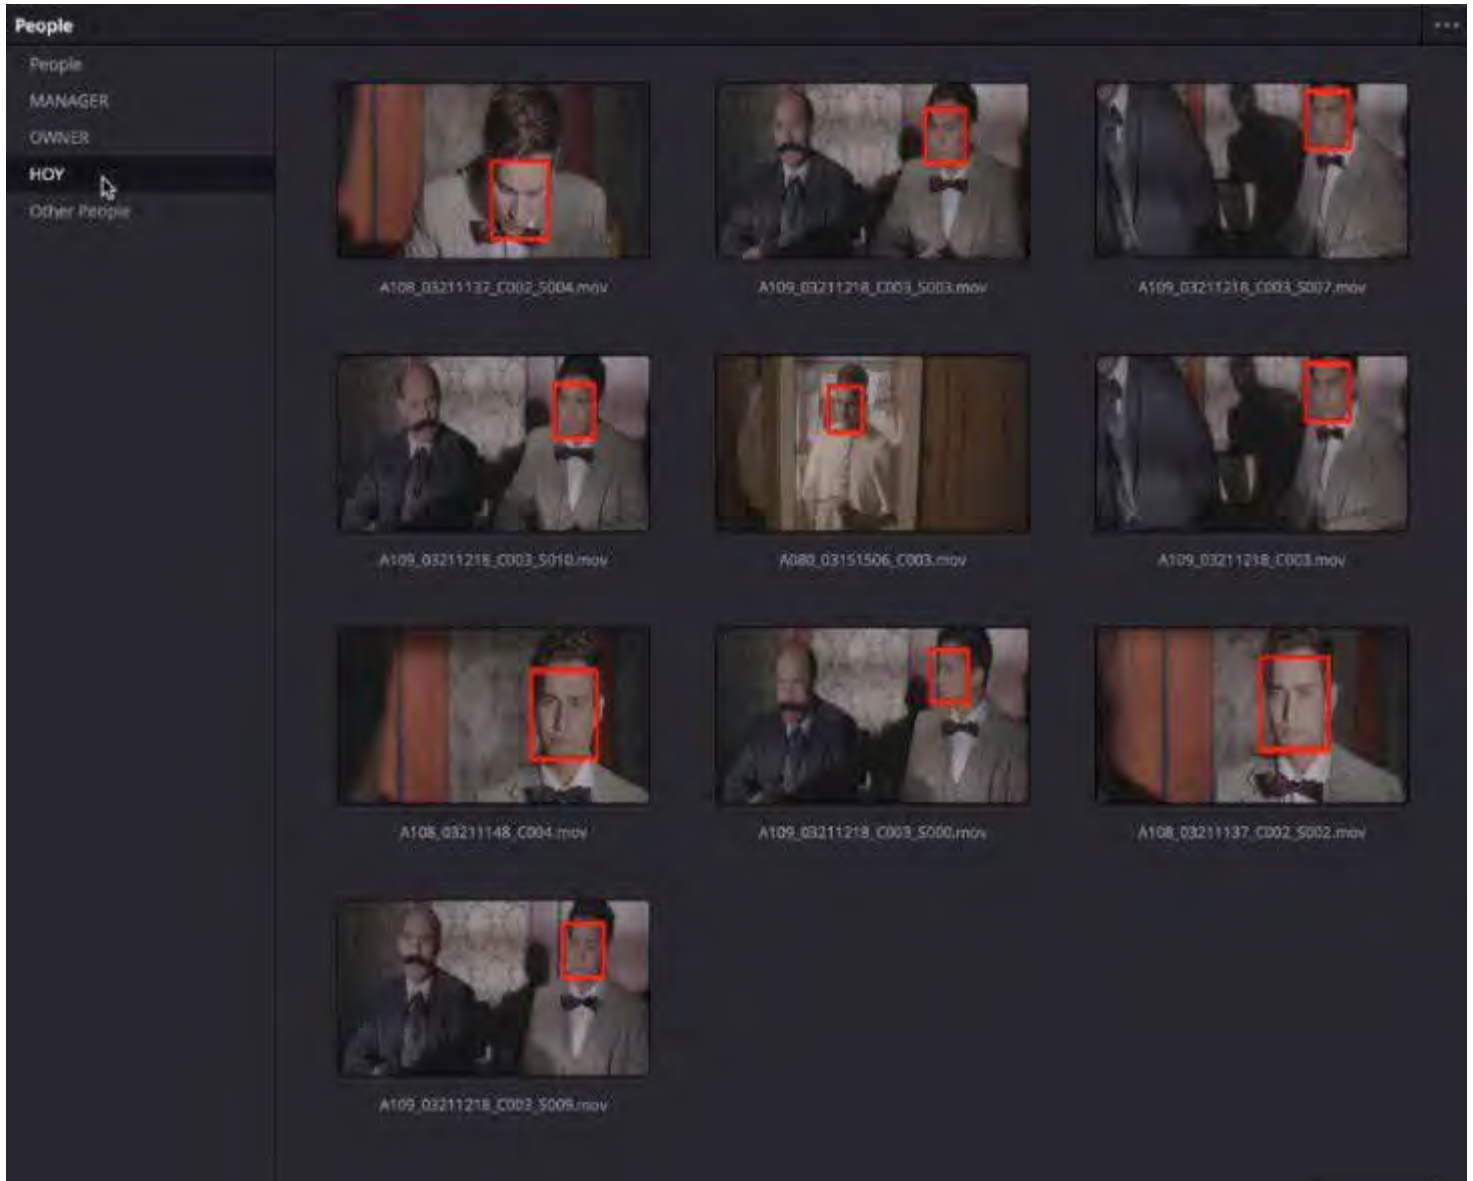 People
People
MANAGER
OWNER
HOY
Other People
A108_03211137_C002_S004.mov
A109_03211218_C003_S003.mov
A109_03211218_C003_S007.mov
A109_03211218_C003_S010.mov
A080_03151506_C003.mov
A109_03211218_C003.mov
A108_03211148_C004.mov
A109_03211218_C003_S000.mov
A108_03211137_C002_S002.mov
A109_03211218_C003_S009.mov